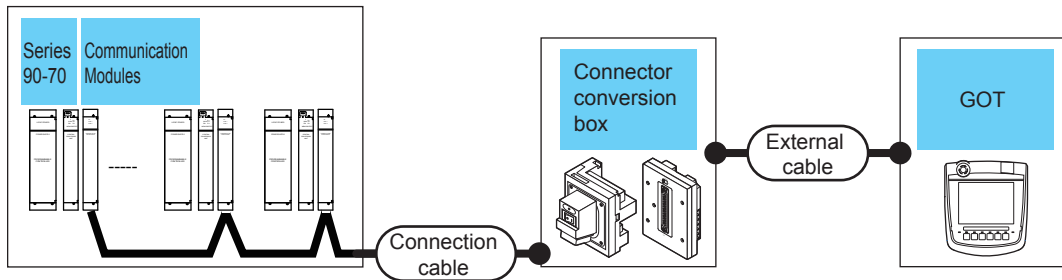 Series
90-70
Communication
Modules
Connection
cable
Connector
conversion
box
External
cable
GOT